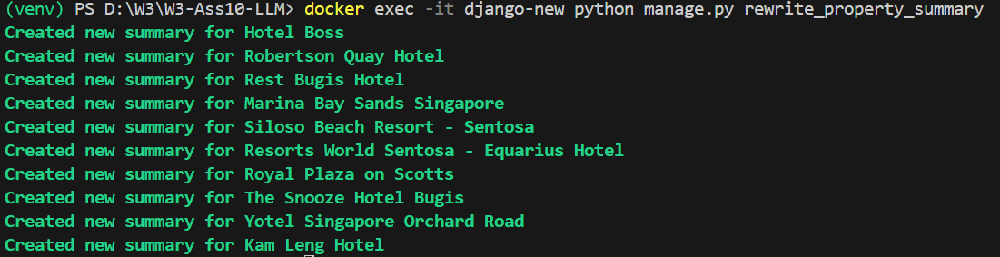 (venv) PS D:\W3\W3-Ass10-LLM> docker exec -it django-new python manage.py rewrite_property_summary
Created new summary for Hotel Boss
Created new summary for Robertson Quay Hotel
Created new summary for Rest Bugis Hotel
Created new summary for Marina Bay Sands Singapore
Created new summary for Siloso Beach Resort - Sentosa
Created new summary for Resorts World Sentosa - Equarius Hotel
Created new summary for Royal Plaza on Scotts
Created new summary for The Snooze Hotel Bugis
Created new summary for Yotel Singapore Orchard Road
Created new summary for Kam Leng Hotel